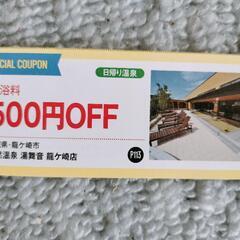 CIAL COUPON
日帰り温泉
浴料
500円OFF
県・龍ケ崎市
温泉 湯舞音 龍ケ崎店
P113